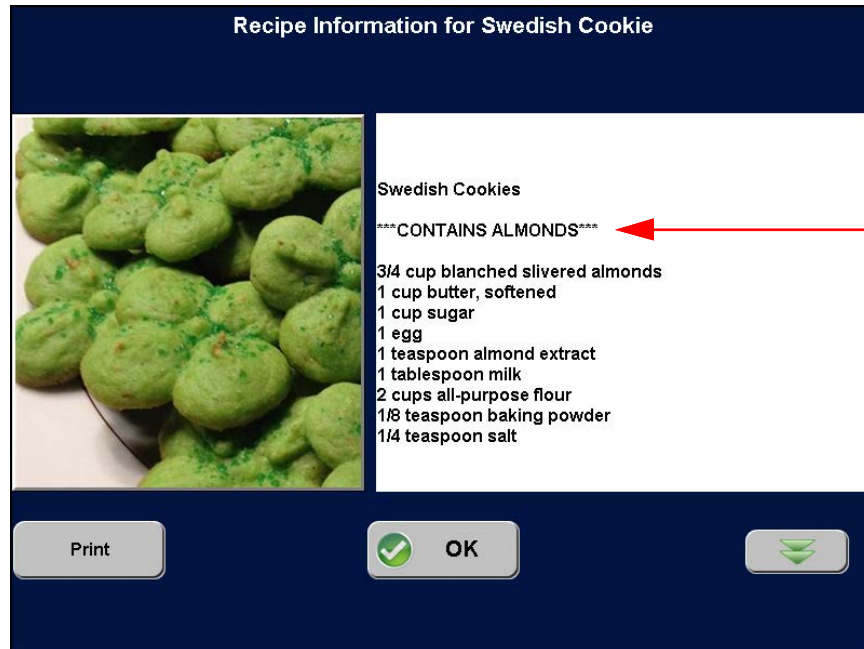 Recipe Information for Swedish Cookie
Swedish Cookies
***CONTAINS ALMONDS***
3/4 cup blanched slivered almonds
1 cup butter, softened
1 cup sugar
1 egg
1 teaspoon almond extract
1 tablespoon milk
2 cups all-purpose flour
1/8 teaspoon baking powder
1/4 teaspoon salt
Print
OK